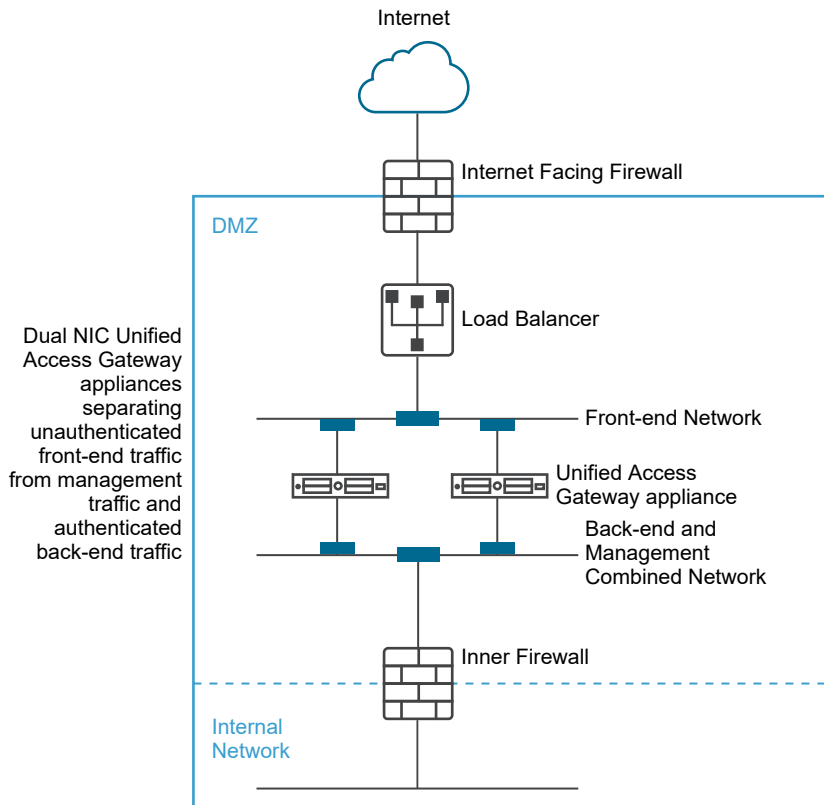 Internet
Internet Facing Firewall
DMZ
Load Balancer
Dual NIC Unified
Access Gateway
appliances
separating
unauthenticated
front-end traffic
from management
traffic and
authenticated
back-end traffic
Front-end Network
Unified Access
Gateway appliance
Back-end and
Management
Combined Network
Inner Firewall
Internal
Network